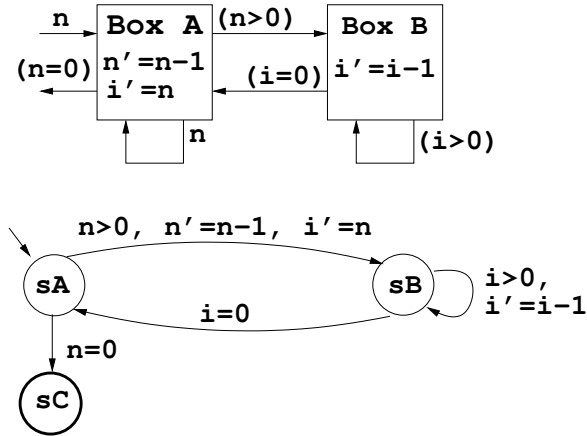 n
Box A
(n>0)
Box B
(n=0)
n'=n-1
i'=n
(i=0)
i'=i-1
n
(i>0)
n>0, n'=n-1, i'=n
sA
sB
i>0,
i'=i-1
i=0
n=0
sC